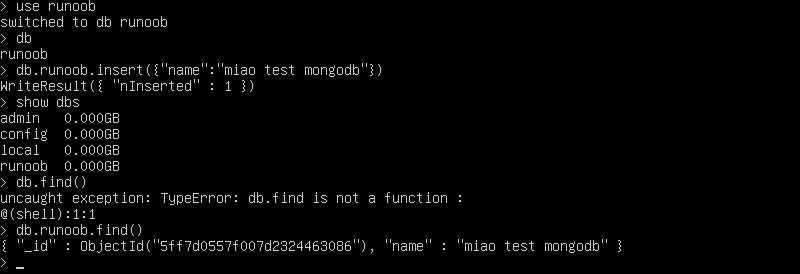 > use runoob
switched to db runoob
> db
runoob
> db.runoob.insert({"name":"miao test mongodb"})
WriteResult({ "nInserted" : 1 })
> show dbs
admin   0.000GB
config  0.000GB
local   0.000GB
runoob  0.000GB
> db.find()
uncaught exception: TypeError: db.find is not a function :
@(shell):1:1
> db.runoob.find()
{ "_id" : ObjectId("5ff7d0557f007d2324463086"), "name" : "miao test mongodb" }
> _